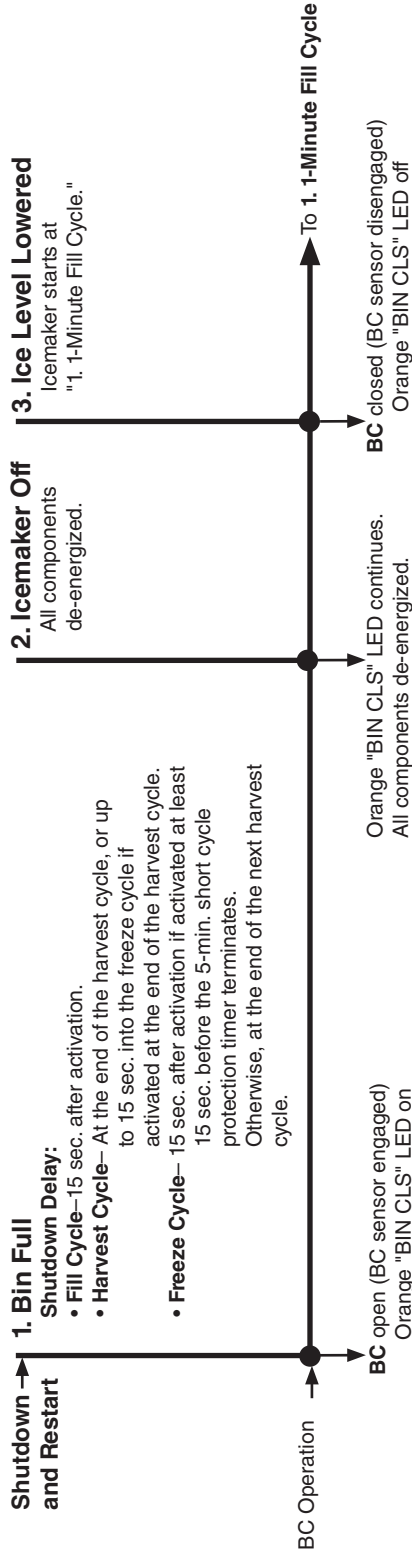 Shutdown
and Restart
1. Bin Full
Shutdown Delay:
• Fill Cycle–15 sec. after activation.
• Harvest Cycle– At the end of the harvest cycle, or up
to 15 sec. into the freeze cycle if
activated at the end of the harvest cycle.
• Freeze Cycle– 15 sec. after activation if activated at least
15 sec. before the 5-min. short cycle
protection timer terminates.
Otherwise, at the end of the next harvest
cycle.
2. Icemaker Off
All components
de-energized.
3. Ice Level Lowered
Icemaker starts at
"1. 1-Minute Fill Cycle."
BC Operation
To 1. 1-Minute Fill Cycle
BC open (BC sensor engaged)
Orange "BIN CLS" LED on
Orange "BIN CLS" LED continues.
All components de-energized.
BC closed (BC sensor disengaged)
Orange "BIN CLS" LED off